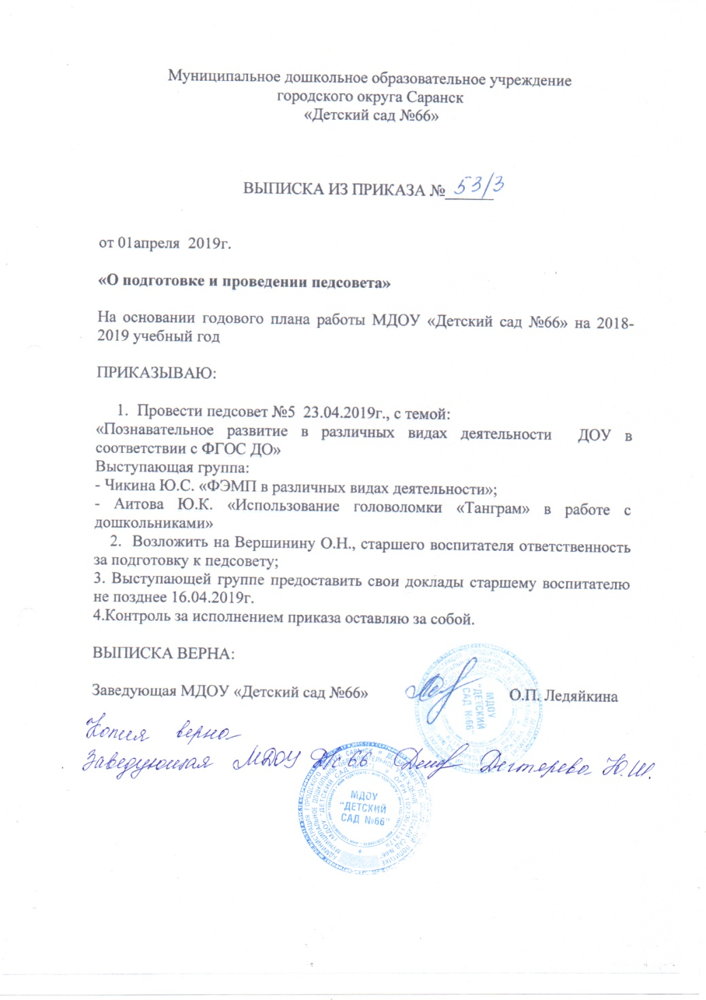 Муниципальное дошкольное образовательное учреждение
городского округа Саранск
«Детский сад №66»
ВЫПИСКА ИЗ ПРИКАЗА № 53/3
от 01апреля 2019г.
«О подготовке и проведении педсовета»
На основании годового плана работы МДОУ «Детский сад №66» на 2018-
2019 учебный год
ПРИКАЗЫВАЮ:
1. Провести педсовет №5 23.04.2019г., с темой:
«Познавательное развитие в различных видах деятельности ДОУ в
соответствии с ФГОС ДО»
Выступающая группа:
- Чикина Ю.С. «ФЭМП в различных видах деятельности»;
- Аитова Ю.К. «Использование головоломки «Танграм» в работе с
дошкольниками»
2. Возложить на Вершинину О.Н., старшего воспитателя ответственность
за подготовку к педсовету;
3. Выступающей группе предоставить свои доклады старшему воспитателю
не позднее 16.04.2019г.
4.Контроль за исполнением приказа оставляю за собой.
ВЫПИСКА ВЕРНА:
Заведующая МДОУ «Детский сад №66» О.П. Ледяйкина
МДОУ
"ДЕТСКИЙ
САД №66"
Копия верна
Заведующая МДОУ Д/с 66 Дегтерева Ю.Ш.
МДОУ
"ДЕТСКИЙ
САД №66"